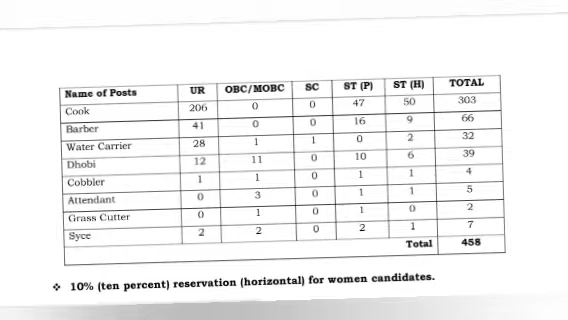 Name of Posts UR OBC/MOBC SC ST (P) ST (H) TOTAL
Cook 206 0 0 47 50 303
Barber 41 0 0 16 9 66
Water Carrier 28 1 1 0 2 32
Dhobi 12 11 0 10 6 39
Cobbler 1 1 0 1 1 4
Attendant 0 3 0 1 1 5
Grass Cutter 0 1 0 1 0 2
Syce 2 2 0 2 1 7
Total 458
❖ 10% (ten percent) reservation (horizontal) for women candidates.